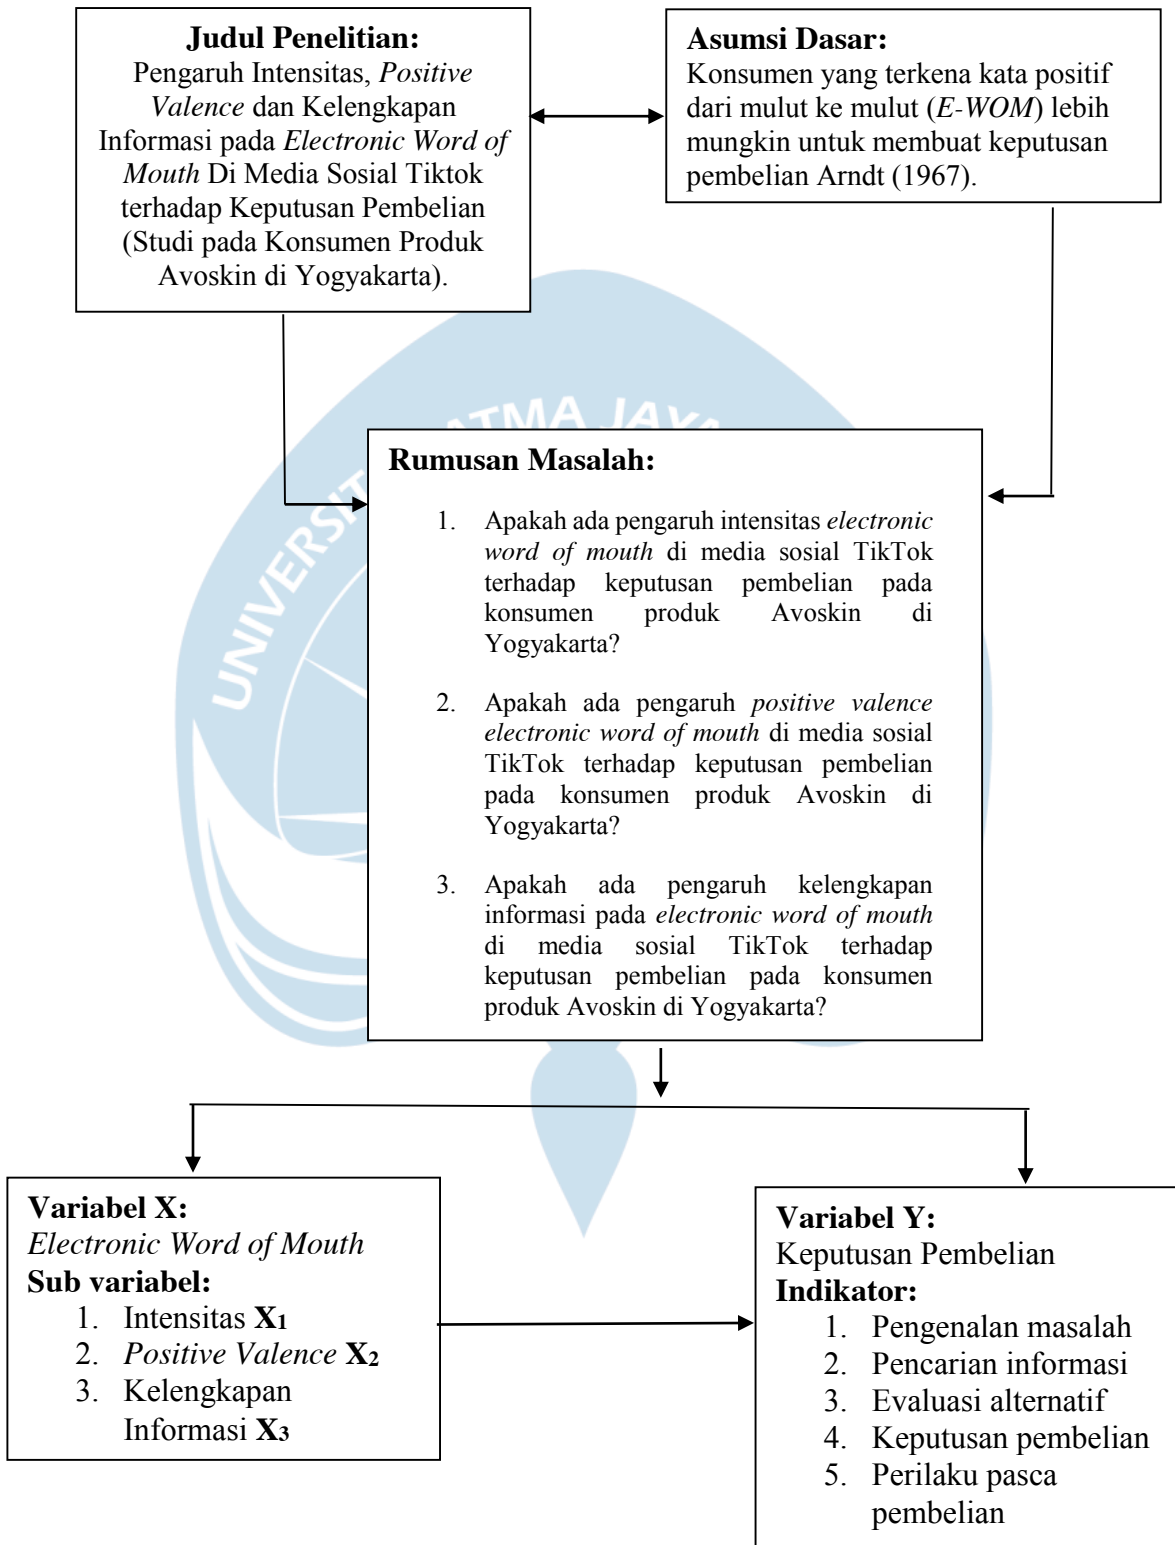 Judul Penelitian:
Pengaruh Intensitas, Positive
Valence dan Kelengkapan
Informasi pada Electronic Word of
Mouth Di Media Sosial Tiktok
terhadap Keputusan Pembelian
(Studi pada Konsumen Produk
Avoskin di Yogyakarta).
Asumsi Dasar:
Konsumen yang terkena kata positif
dari mulut ke mulut (E-WOM) lebih
mungkin untuk membuat keputusan
pembelian Arndt (1967).
ATMA JAYA
Rumusan Masalah:
1. Apakah ada pengaruh intensitas electronic
word of mouth di media sosial TikTok
terhadap keputusan pembelian pada
konsumen produk Avoskin di
Yogyakarta?
2. Apakah ada pengaruh positive valence
electronic word of mouth di media sosial
TikTok terhadap keputusan pembelian
pada konsumen produk Avoskin di
Yogyakarta?
3. Apakah ada pengaruh kelengkapan
informasi pada electronic word of mouth
di media sosial TikTok terhadap
keputusan pembelian pada konsumen
produk Avoskin di Yogyakarta?
Variabel X:
Electronic Word of Mouth
Sub variabel:
1. Intensitas X1
2. Positive Valence X2
3. Kelengkapan
Informasi X3
Variabel Y:
Keputusan Pembelian
Indikator:
1. Pengenalan masalah
2. Pencarian informasi
3. Evaluasi alternatif
4. Keputusan pembelian
5. Perilaku pasca
pembelian